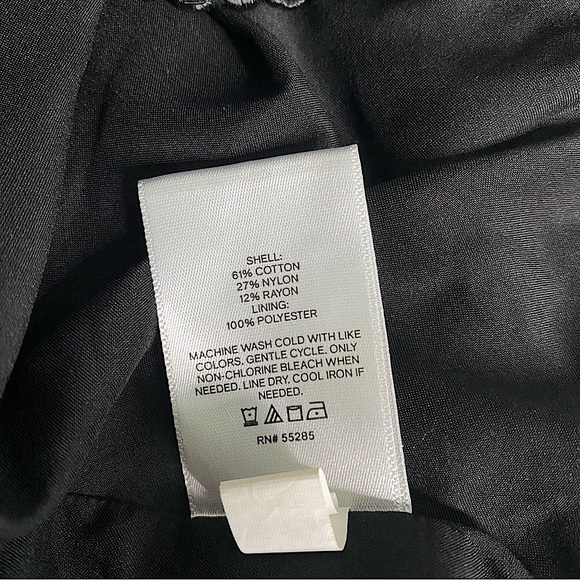 SHELL:
61% COTTON
27% NYLON
12% RAYON
LINING:
100% POLYESTER
MACHINE WASH COLD WITH LIKE
COLORS. GENTLE CYCLE. ONLY
NON-CHLORINE BLEACH WHEN
NEEDED. LINE DRY. COOL IRON IF
NEEDED.
RN# 55285